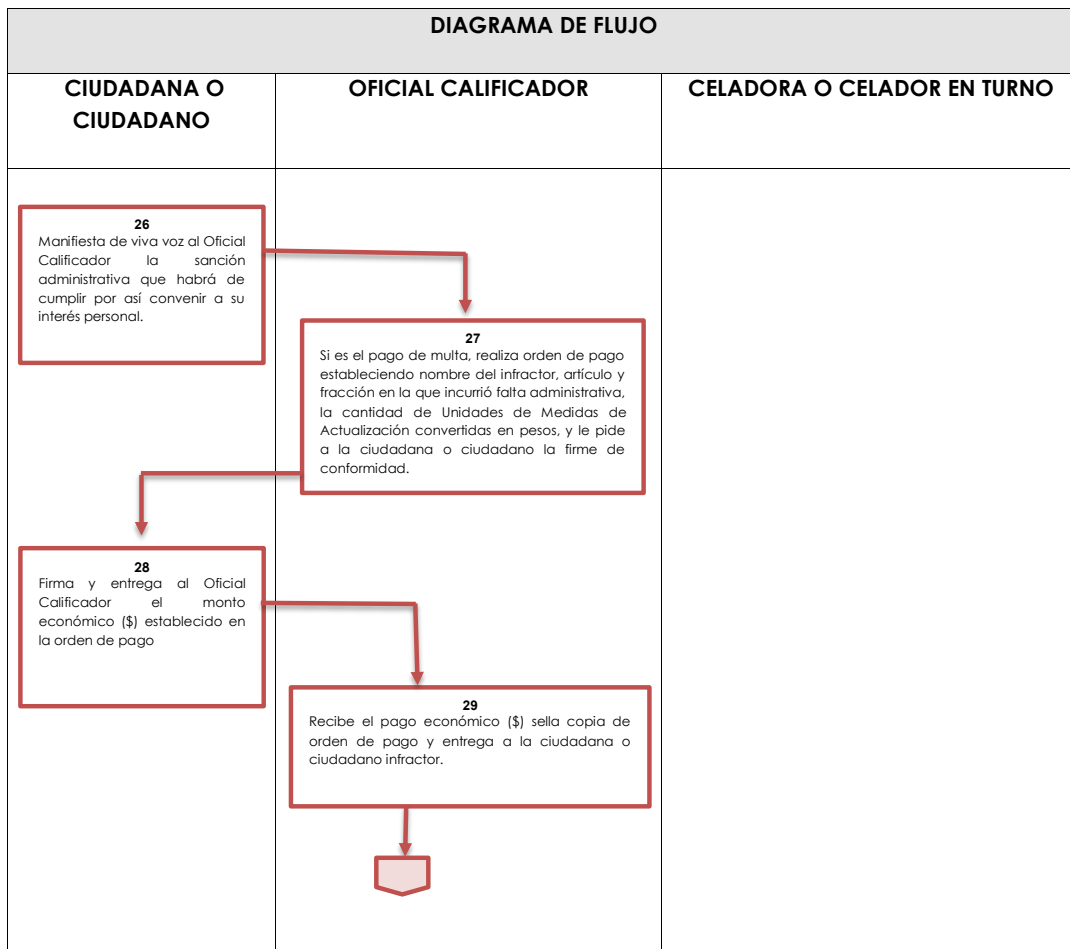 DIAGRAMA DE FLUJO
CIUDADANA O
CIUDADANO
OFICIAL CALIFICADOR
CELADORA O CELADOR EN TURNO
26
Manifiesta de viva voz al Oficial
Calificador la sanción
administrativa que habrá de
cumplir por así convenir a su
interés personal.
27
Si es el pago de multa, realiza orden de pago
estableciendo nombre del infractor, artículo y
fracción en la que incurrió falta administrativa,
la cantidad de Unidades de Medidas de
Actualización convertidas en pesos, y le pide
a la ciudadana o ciudadano la firme de
conformidad.
28
Firma y entrega al Oficial
Calificador el monto
económico ($) establecido en
la orden de pago
29
Recibe el pago económico ($) sella copia de
orden de pago y entrega a la ciudadana o
ciudadano infractor.